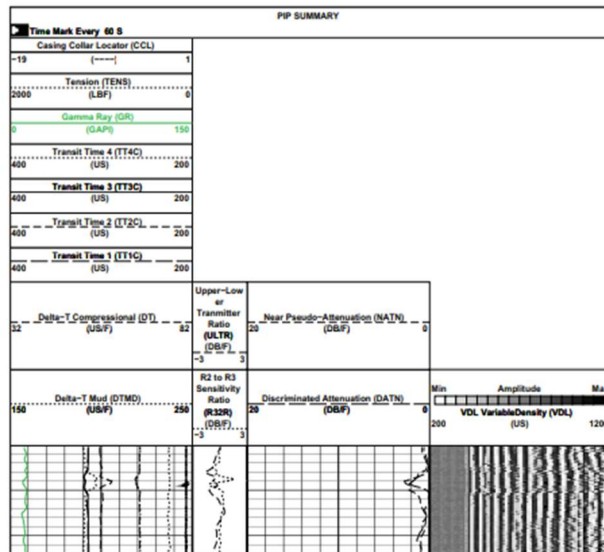 PIP SUMMARY
Time Mark Every 60 S
Casing Collar Locator (CCL)
-19 (----) 1
Tension (TENS)
2000 (LBF) 0
Gamma Ray (GR)
0 (GAPI) 150
Transit Time 4 (TT4C)
400 (US) 200
Transit Time 3 (TT3C)
400 (US) 200
Transit Time 2 (TT2C)
400 (US) 200
Transit Time 1 (TT1C)
400 (US) 200
Delta-T Compressional (DT)
32 (US/F) 82
Upper-Low
er
Tranmitter
Ratio
(ULTR)
(DB/F)
-3 3
Near Pseudo-Attenuation (NATN)
20 (DB/F) 0
Delta-T Mud (DTMD)
150 (US/F) 250
R2 to R3
Sensitivity
Ratio
(R32R)
(DB/F)
-3 3
Discriminated Attenuation (DATN)
20 (DB/F) 0
Min Amplitude Ma
VDL VariableDensity (VDL)
200 (US) 120